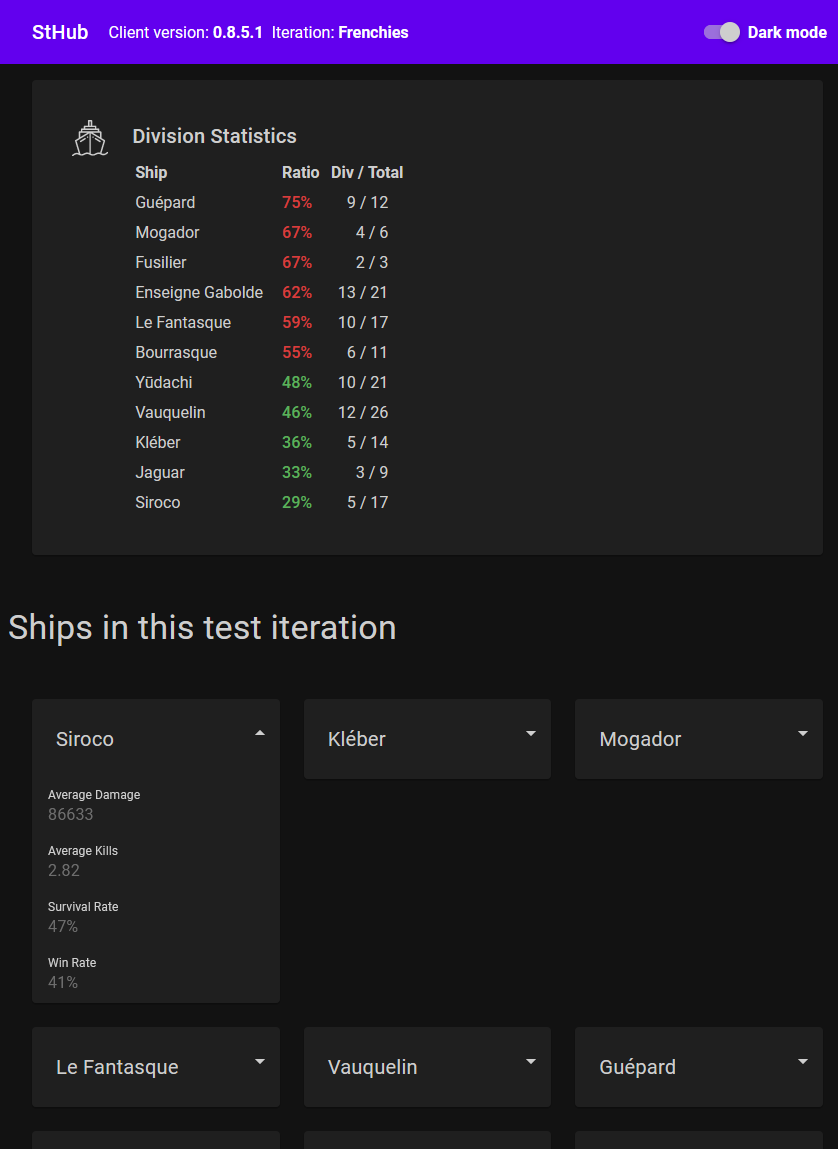 StHub Client version: 0.8.5.1 Iteration: Frenchies Dark mode
Division Statistics
Ship Ratio Div / Total
Guépard 75% 9 / 12
Mogador 67% 4 / 6
Fusilier 67% 2 / 3
Enseigne Gabolde 62% 13 / 21
Le Fantasque 59% 10 / 17
Bourrasque 55% 6 / 11
Yūdachi 48% 10 / 21
Vauquelin 46% 12 / 26
Kléber 36% 5 / 14
Jaguar 33% 3 / 9
Siroco 29% 5 / 17
Ships in this test iteration
Siroco Kléber Mogador
Average Damage
86633
Average Kills
2.82
Survival Rate
47%
Win Rate
41%
Le Fantasque Vauquelin Guépard